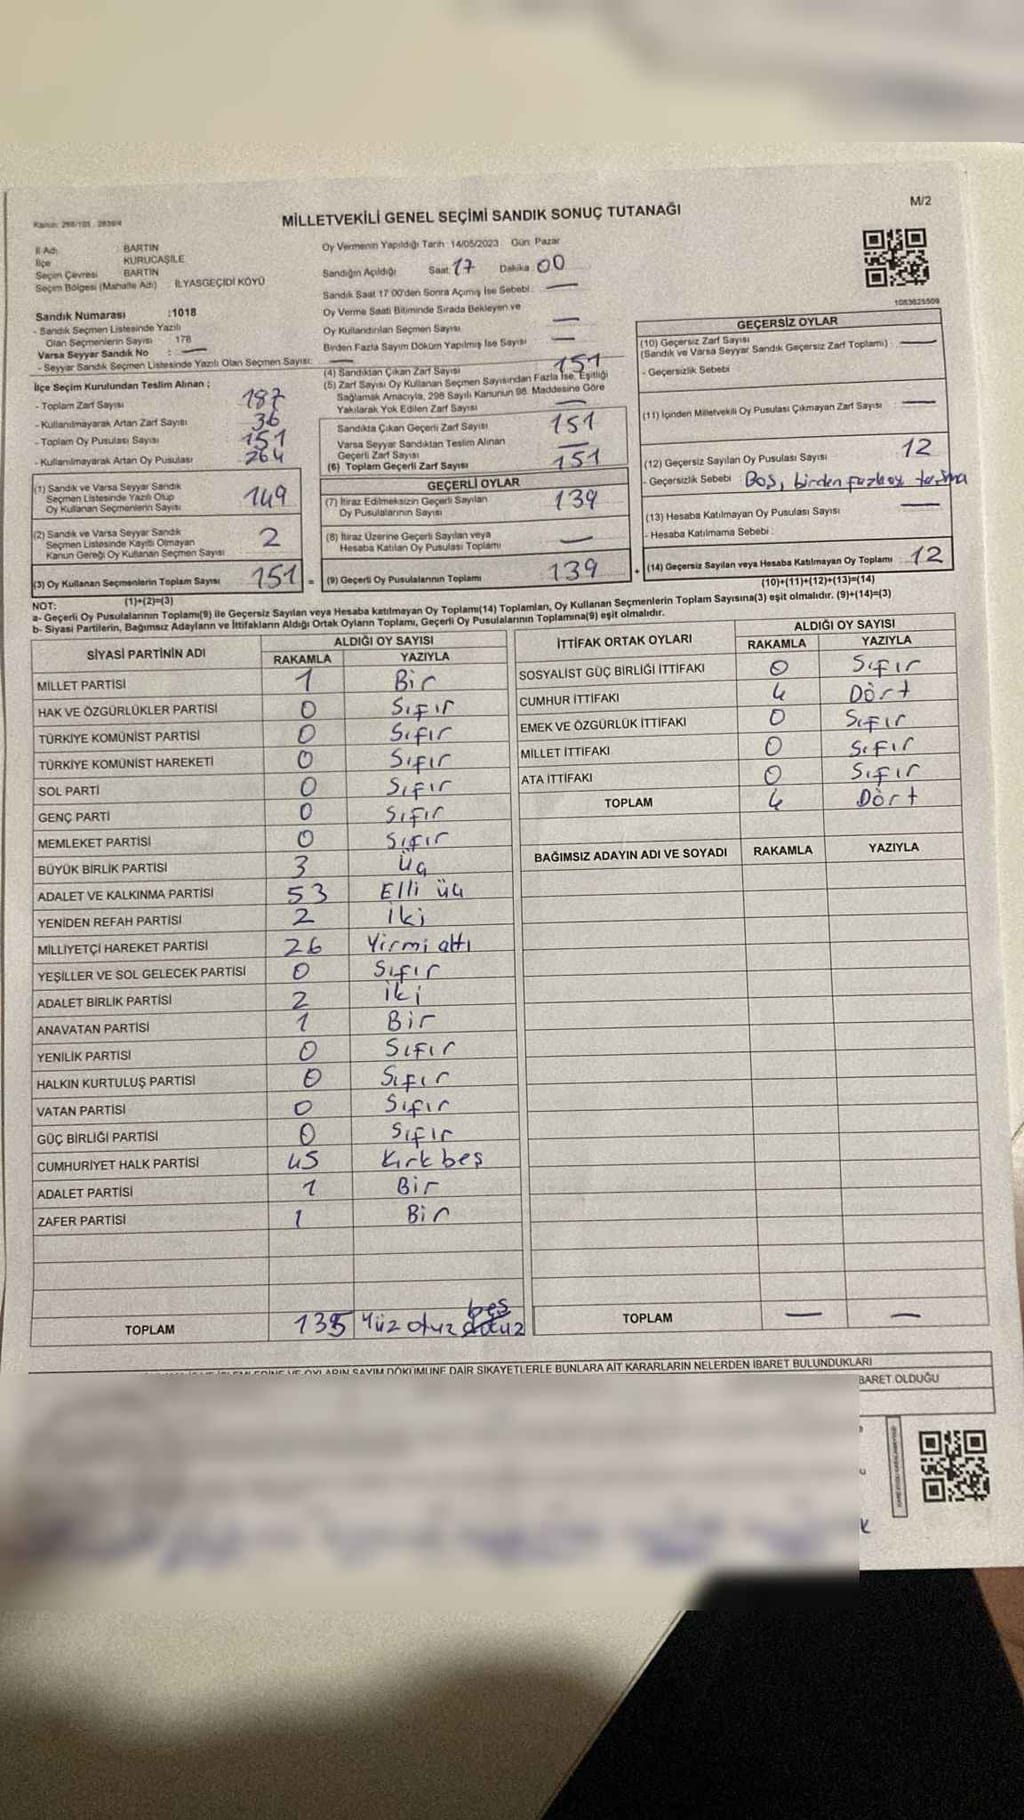 M/2
MİLLETVEKİLİ GENEL SEÇİMİ SANDIK SONUÇ TUTANAĞI
İl Adı : BARTIN
İlçe : KURUCAŞİLE
Seçim Çevresi : BARTIN
Seçim Bölgesi (Mahalle Adı) : İLYASGEÇİDİ KÖYÜ
Sandık Numarası :1018
- Sandık Seçmen Listesinde Yazılı
Olan Seçmenlerin Sayısı : 178
Varsa Seyyar Sandık No : —
- Seyyar Sandık Seçmen Listesinde Yazılı Olan Seçmen Sayısı: —
İlçe Seçim Kurulundan Teslim Alınan ;
- Toplam Zarf Sayısı 187
- Kullanılmayarak Artan Zarf Sayısı 36
- Toplam Oy Pusulası Sayısı 151
- Kullanılmayarak Artan Oy Pusulası 264
(1) Sandık ve Varsa Seyyar Sandık
Seçmen Listesinde Yazılı Olup
Oy Kullanan Seçmenlerin Sayısı 149
(2) Sandık ve Varsa Seyyar Sandık
Seçmen Listesinde Kayıtlı Olmayan
Kanun Gereği Oy Kullanan Seçmen Sayısı 2
(3) Oy Kullanan Seçmenlerin Toplam Sayısı 151 =
(1)+(2)=(3)
Oy Vermenin Yapıldığı Tarih: 14/05/2023 Gün: Pazar
Sandığın Açıldığı Saat: 17 Dakika: 00
Sandık Saat 17:00'den Sonra Açımış İse Sebebi: —
Oy Verme Saati Bitiminde Sırada Bekleyen ve
Oy Kullandırılan Seçmen Sayısı —
Birden Fazla Sayım Döküm Yapılmış İse Sayısı —
(4) Sandıktan Çıkan Zarf Sayısı 151
(5) Zarf Sayısı Oy Kullanan Seçmen Sayısından Fazla İse, Eşitliği
Sağlamak Amacıyla, 298 Sayılı Kanunun 98. Maddesine Göre
Yakılarak Yok Edilen Zarf Sayısı —
Sandıkta Çıkan Geçerli Zarf Sayısı 151
Varsa Seyyar Sandıktan Teslim Alınan
Geçerli Zarf Sayısı —
(6) Toplam Geçerli Zarf Sayısı 151
GEÇERLİ OYLAR
(7) İtiraz Edilmeksizin Geçerli Sayılan
Oy Pusulalarının Sayısı 139
(8) İtiraz Üzerine Geçerli Sayılan veya
Hesaba Katılan Oy Pusulası Toplamı —
(9) Geçerli Oy Pusulalarının Toplamı 139 +
1083625509
GEÇERSİZ OYLAR
(10) Geçersiz Zarf Sayısı
(Sandık ve Varsa Seyyar Sandık Geçersiz Zarf Toplamı) : —
- Geçersizlik Sebebi
(11) İçinden Milletvekili Oy Pusulası Çıkmayan Zarf Sayısı —
(12) Geçersiz Sayılan Oy Pusulası Sayısı 12
- Geçersizlik Sebebi Boş, birden fazla oy
(13) Hesaba Katılmayan Oy Pusulası Sayısı —
- Hesaba Katılmama Sebebi :
(14) Geçersiz Sayılan veya Hesaba Katılmayan Oy Toplamı 12
(10)+(11)+(12)+(13)=(14)
NOT:
a- Geçerli Oy Pusulalarının Toplamı(9) ile Geçersiz Sayılan veya Hesaba katılmayan Oy Toplamı(14) Toplamları, Oy Kullanan Seçmenlerin Toplam Sayısına(3) eşit olmalıdır. (9)+(14)=(3)
b- Siyasi Partilerin, Bağımsız Adayların ve İttifakların Aldığı Ortak Oyların Toplamı, Geçerli Oy Pusulalarının Toplamına(9) eşit olmalıdır.
SİYASİ PARTİNİN ADI ALDIĞI OY SAYISI
RAKAMLA YAZIYLA
MİLLET PARTİSİ 1 Bir
HAK VE ÖZGÜRLÜKLER PARTİSİ 0 Sıfır
TÜRKİYE KOMÜNİST PARTİSİ 0 Sıfır
TÜRKİYE KOMÜNİST HAREKETİ 0 Sıfır
SOL PARTİ 0 Sıfır
GENÇ PARTİ 0 Sıfır
MEMLEKET PARTİSİ 0 Sıfır
BÜYÜK BİRLİK PARTİSİ 3 Üç
ADALET VE KALKINMA PARTİSİ 53 Elli üç
YENİDEN REFAH PARTİSİ 2 İki
MİLLİYETÇİ HAREKET PARTİSİ 26 Yirmi altı
YEŞİLLER VE SOL GELECEK PARTİSİ 0 Sıfır
ADALET BİRLİK PARTİSİ 2 iki
ANAVATAN PARTİSİ 1 Bir
YENİLİK PARTİSİ 0 Sıfır
HALKIN KURTULUŞ PARTİSİ 0 Sıfır
VATAN PARTİSİ 0 Sıfır
GÜÇ BİRLİĞİ PARTİSİ 0 Sıfır
CUMHURİYET HALK PARTİSİ 45 Kırk beş
ADALET PARTİSİ 1 Bir
ZAFER PARTİSİ 1 Bir
TOPLAM 135 Yüz otuz beş
İTTİFAK ORTAK OYLARI ALDIĞI OY SAYISI
RAKAMLA YAZIYLA
SOSYALİST GÜÇ BİRLİĞİ İTTİFAKI 0 Sıfır
CUMHUR İTTİFAKI 4 Dört
EMEK VE ÖZGÜRLÜK İTTİFAKI 0 Sıfır
MİLLET İTTİFAKI 0 Sıfır
ATA İTTİFAKI 0 Sıfır
TOPLAM 4 Dört
BAĞIMSIZ ADAYIN ADI VE SOYADI RAKAMLA YAZIYLA
TOPLAM — —
OYLARIN SAYIM DÖKÜMÜNE DAİR ŞİKAYETLERLE BUNLARA AİT KARARLARIN NELERDEN İBARET BULUNDUKLARI
BARET OLDUĞU